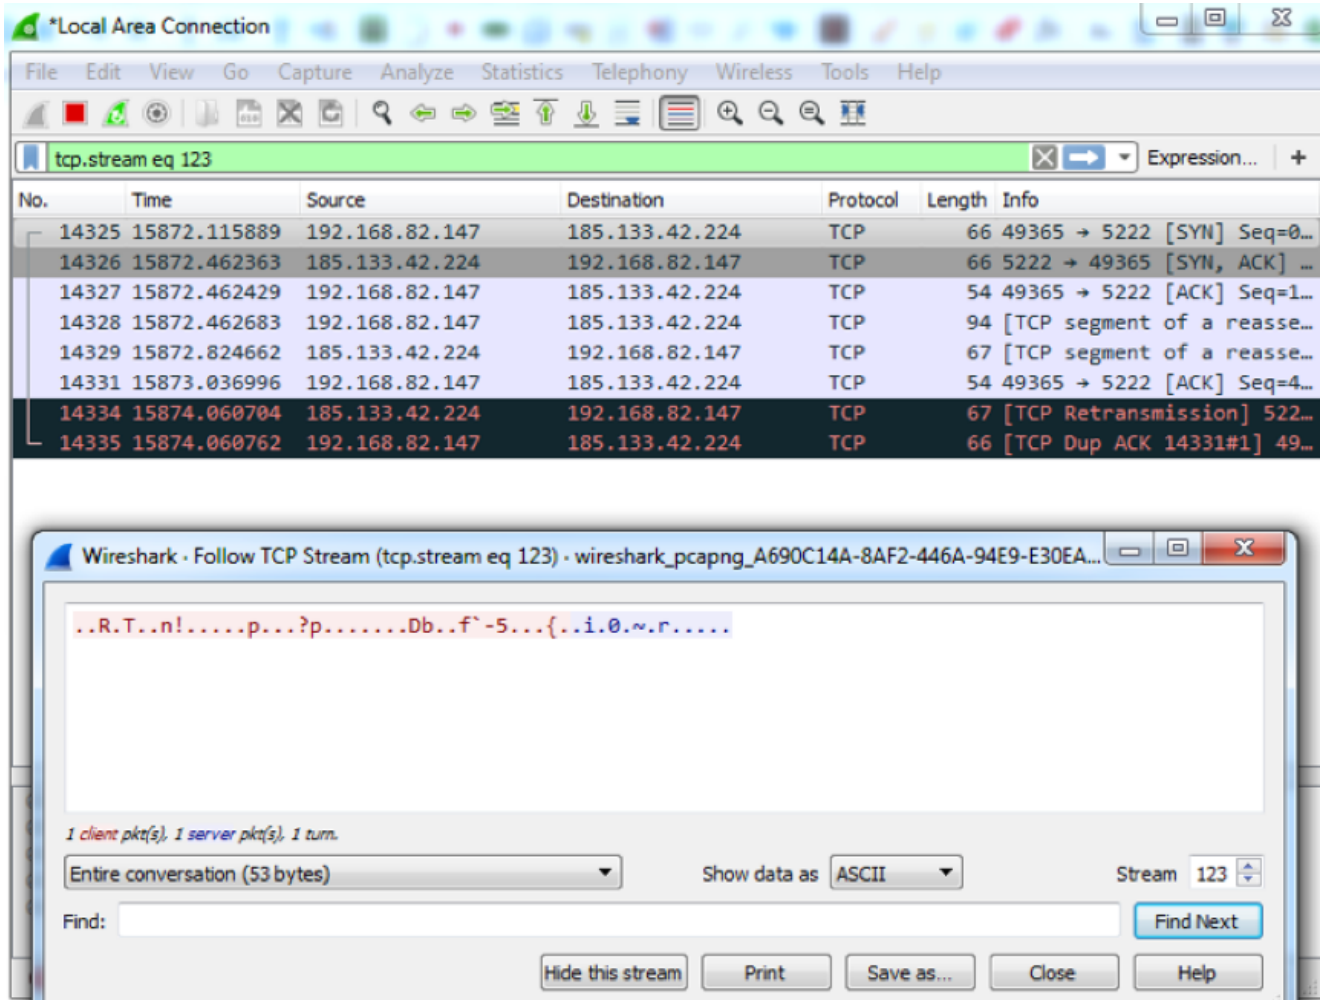 *Local Area Connection
File Edit View Go Capture Analyze Statistics Telephony Wireless Tools Help
tcp.stream eq 123 Expression... +
No. Time Source Destination Protocol Length Info
14325 15872.115889 192.168.82.147 185.133.42.224 TCP 66 49365 → 5222 [SYN] Seq=0…
14326 15872.462363 185.133.42.224 192.168.82.147 TCP 66 5222 → 49365 [SYN, ACK] …
14327 15872.462429 192.168.82.147 185.133.42.224 TCP 54 49365 → 5222 [ACK] Seq=1…
14328 15872.462683 192.168.82.147 185.133.42.224 TCP 94 [TCP segment of a reasse…
14329 15872.824662 185.133.42.224 192.168.82.147 TCP 67 [TCP segment of a reasse…
14331 15873.036996 192.168.82.147 185.133.42.224 TCP 54 49365 → 5222 [ACK] Seq=4…
14334 15874.060704 185.133.42.224 192.168.82.147 TCP 67 [TCP Retransmission] 522…
14335 15874.060762 192.168.82.147 185.133.42.224 TCP 66 [TCP Dup ACK 14331#1] 49…
Wireshark · Follow TCP Stream (tcp.stream eq 123) · wireshark_pcapng_A690C14A-8AF2-446A-94E9-E30EA...
..R.T..n!.....p...?p.......Db..f`-5...{..i.0.~.r.....
1 client pkt(s), 1 server pkt(s), 1 turn.
Entire conversation (53 bytes) Show data as ASCII Stream 123
Find: Find Next
Hide this stream Print Save as... Close Help